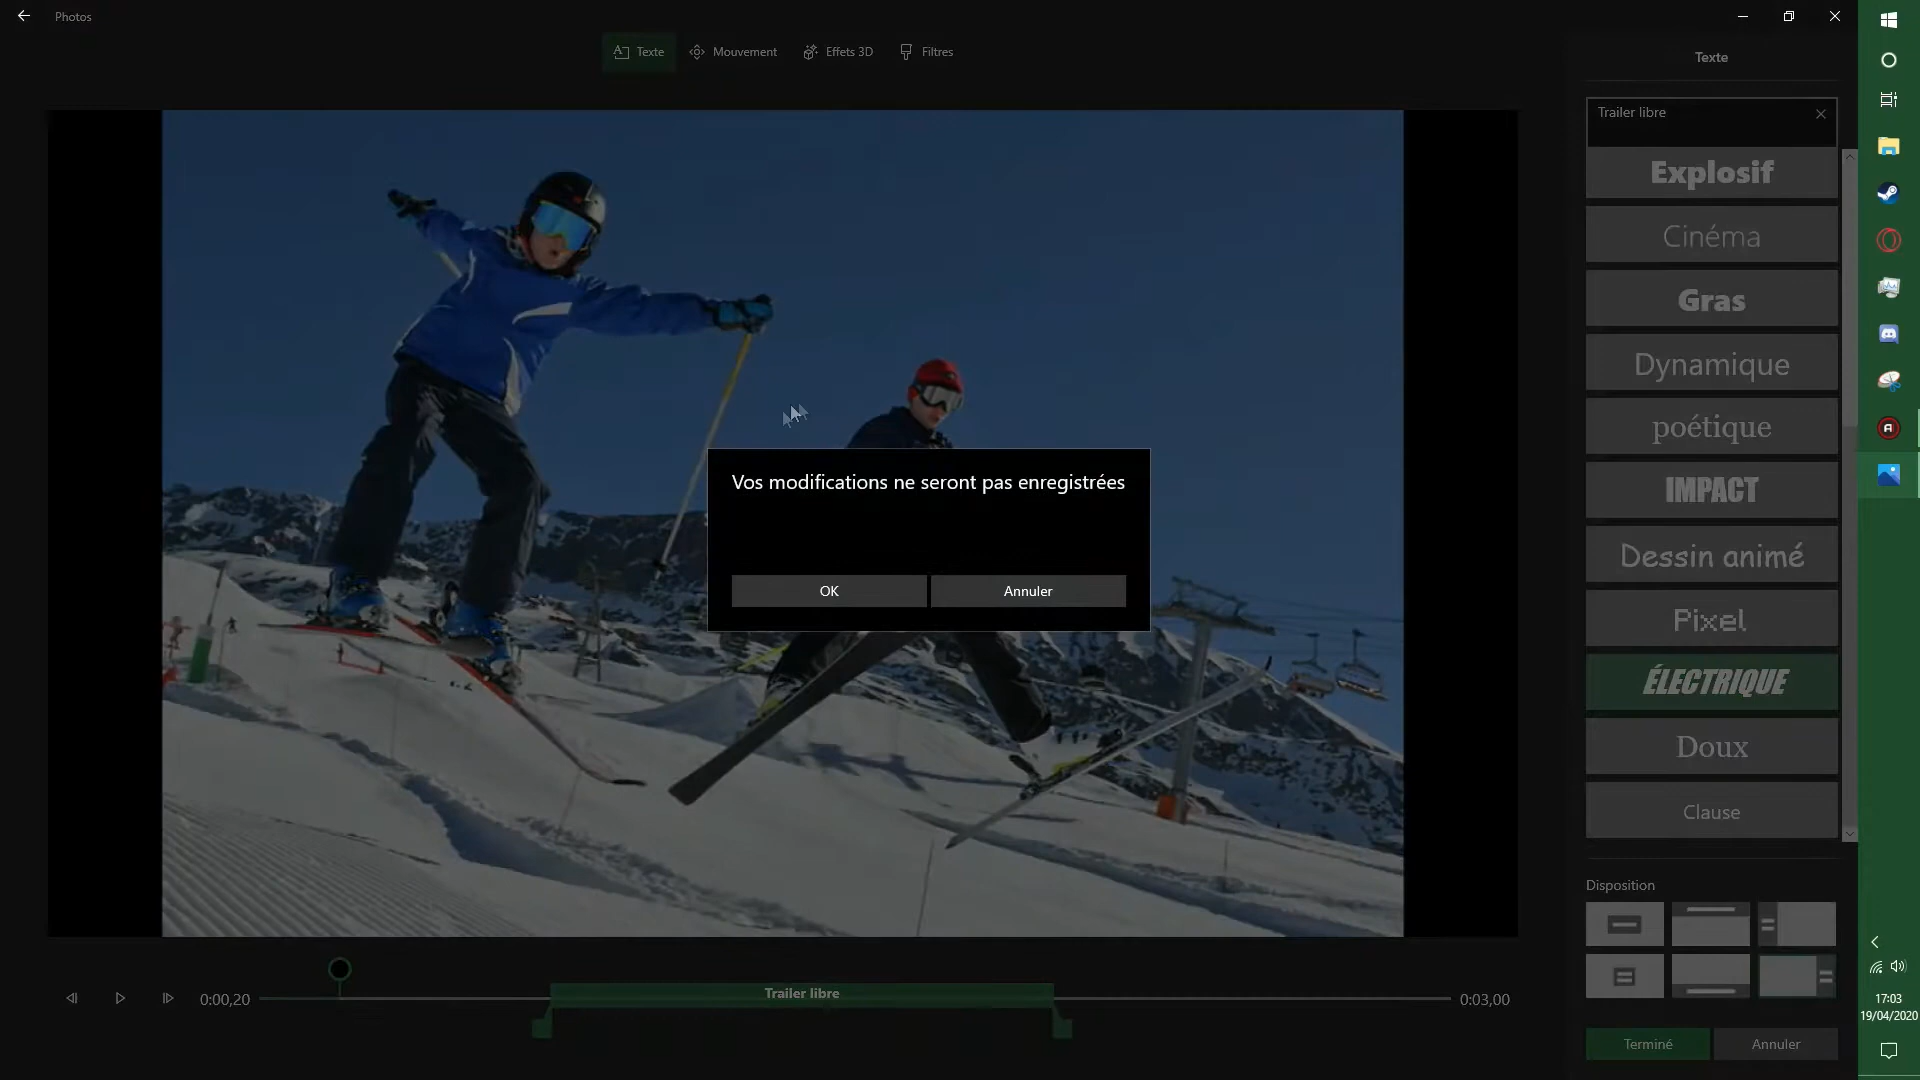 Photos
Texte
Mouvement
Effets 3D
Filtres
Texte
Trailer libre
Explosif
Cinéma
Gras
Dynamique
poétique
IMPACT
Dessin animé
Pixel
ÉLECTRIQUE
Doux
Clause
Vos modifications ne seront pas enregistrées
OK
Annuler
Disposition
0:00,20
Trailer libre
0:03,00
Terminé
Annuler
17:03
19/04/2020